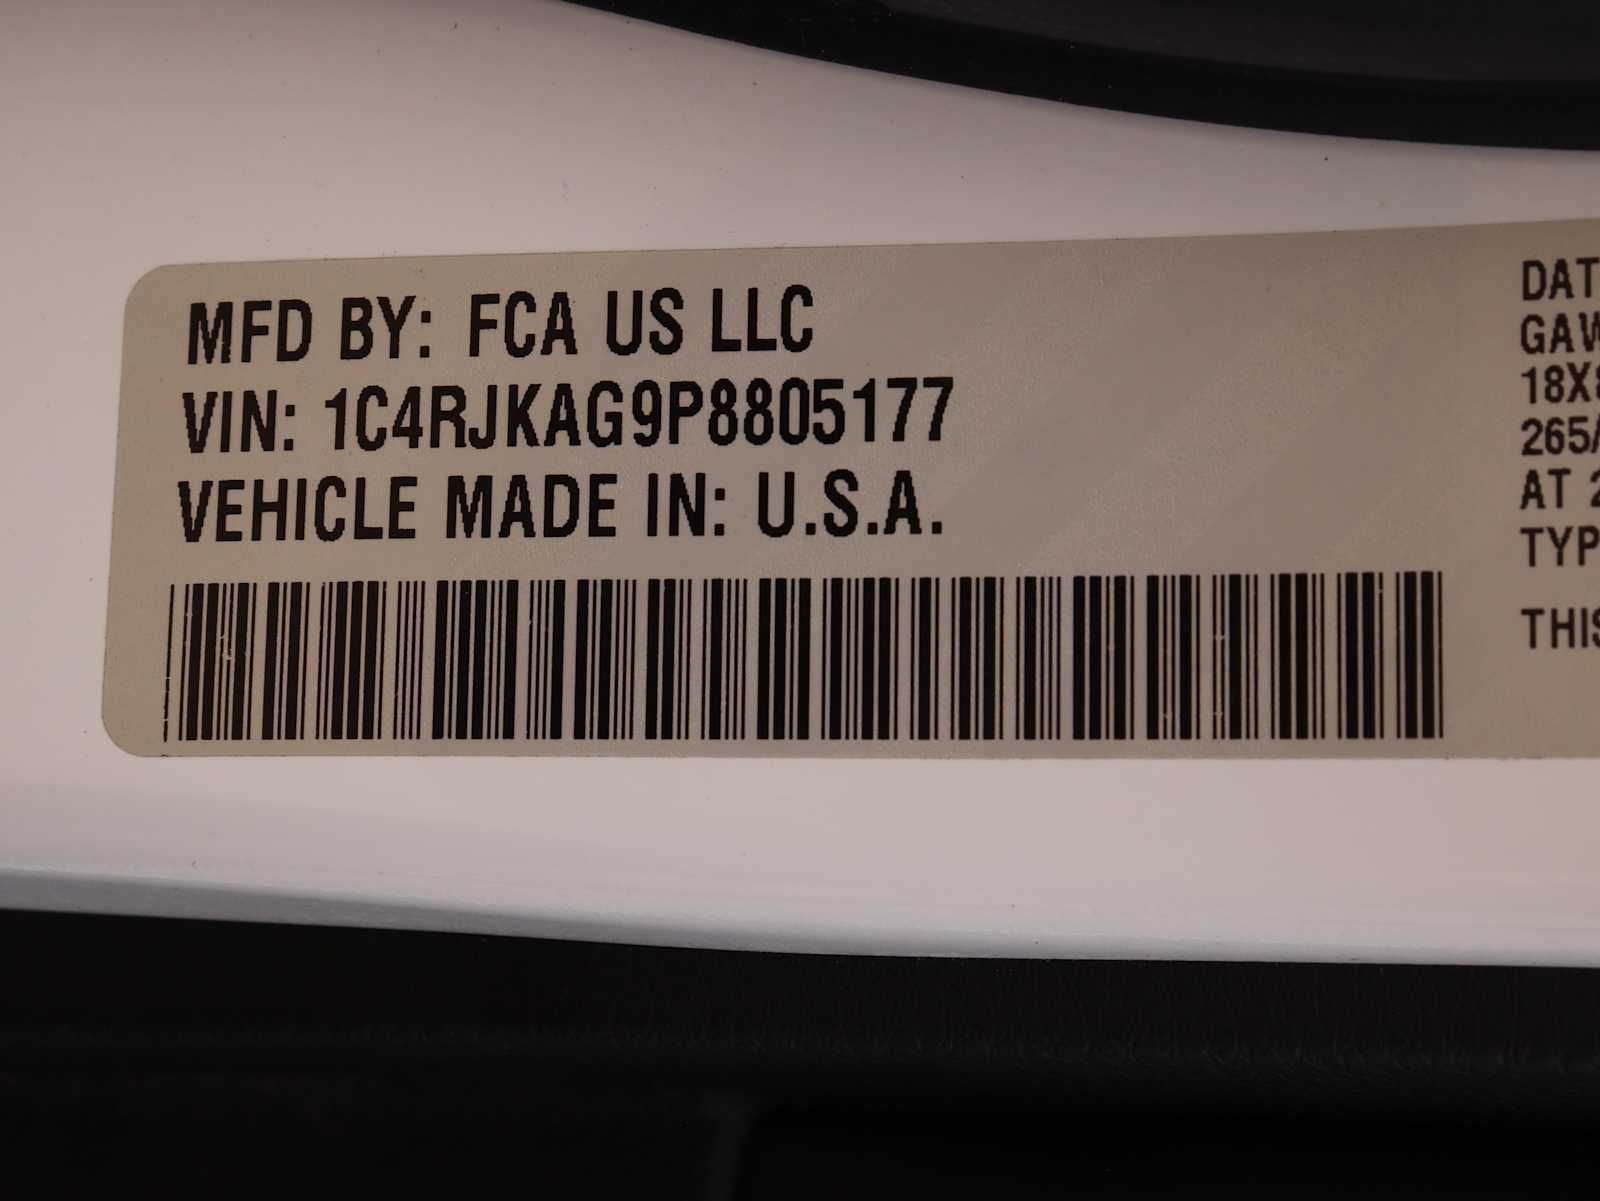 MFD BY: FCA US LLC
VIN: 1C4RJKAG9P8805177
VEHICLE MADE IN: U.S.A.
DAT
GAW
18X8
265/
AT 2
TYP
THIS